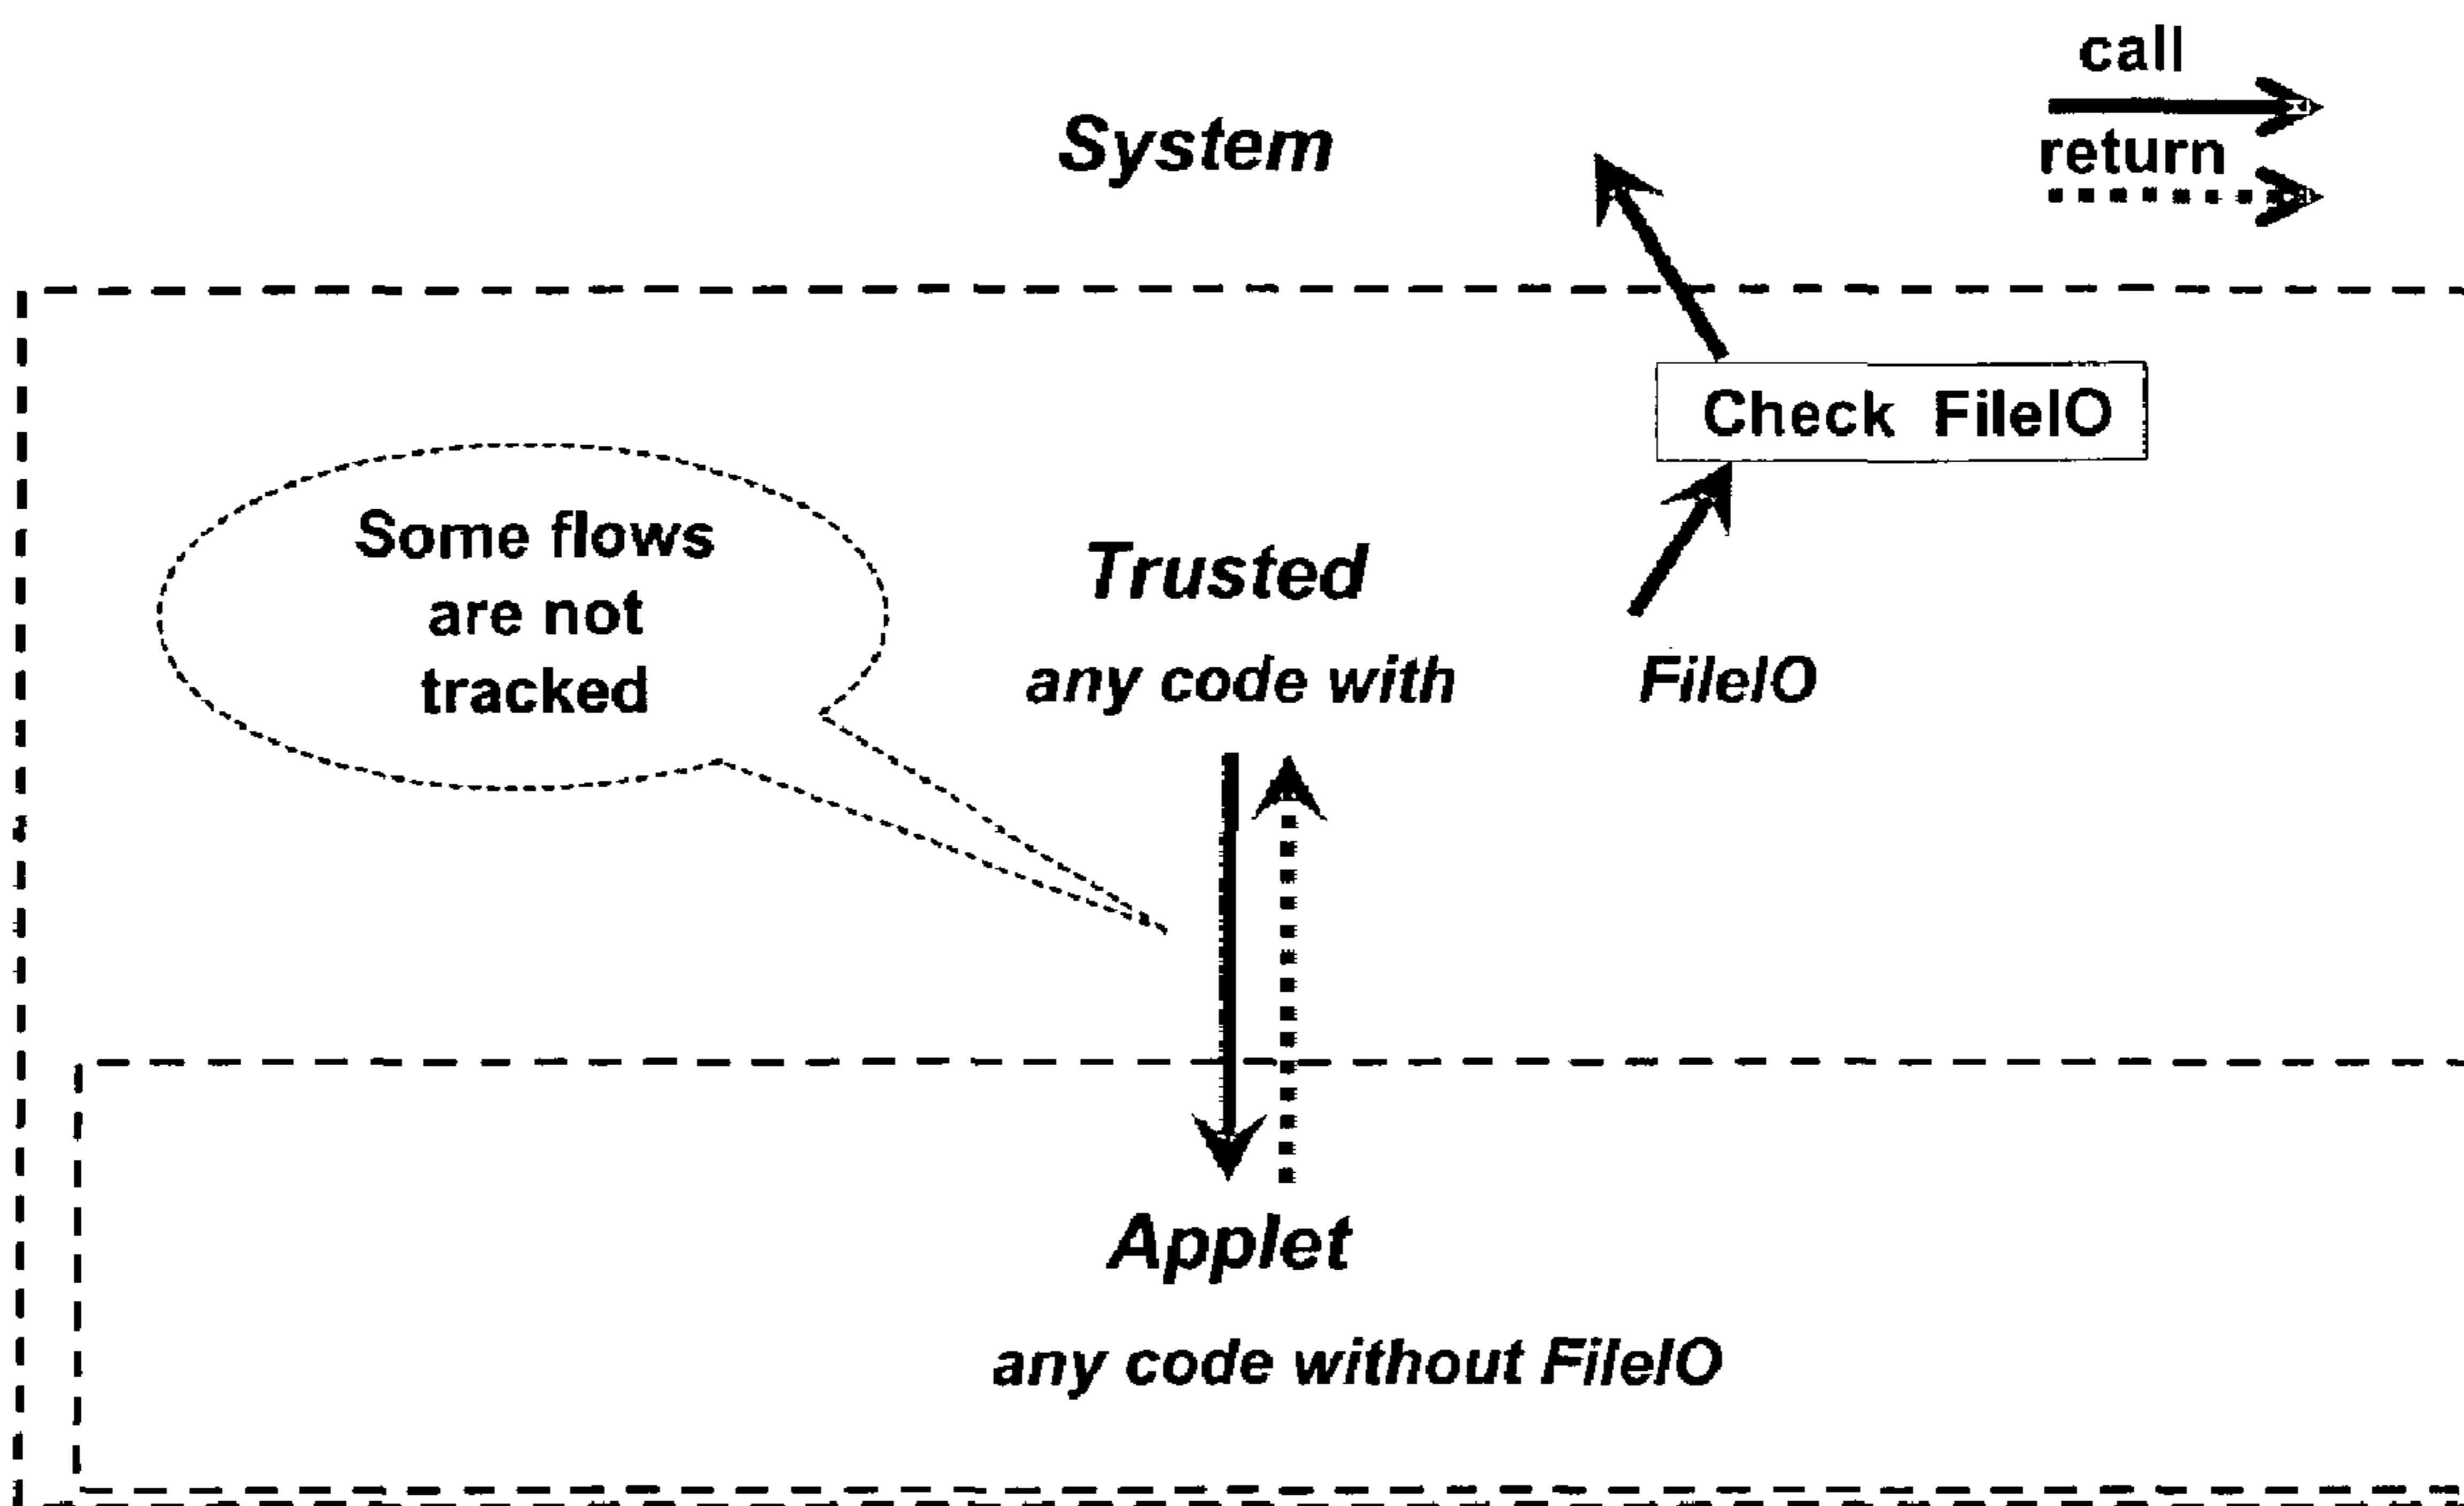 call
System
return
Check FileIO
Some flows
are not
tracked
Trusted
any code with FileIO
Applet
any code without FileIO